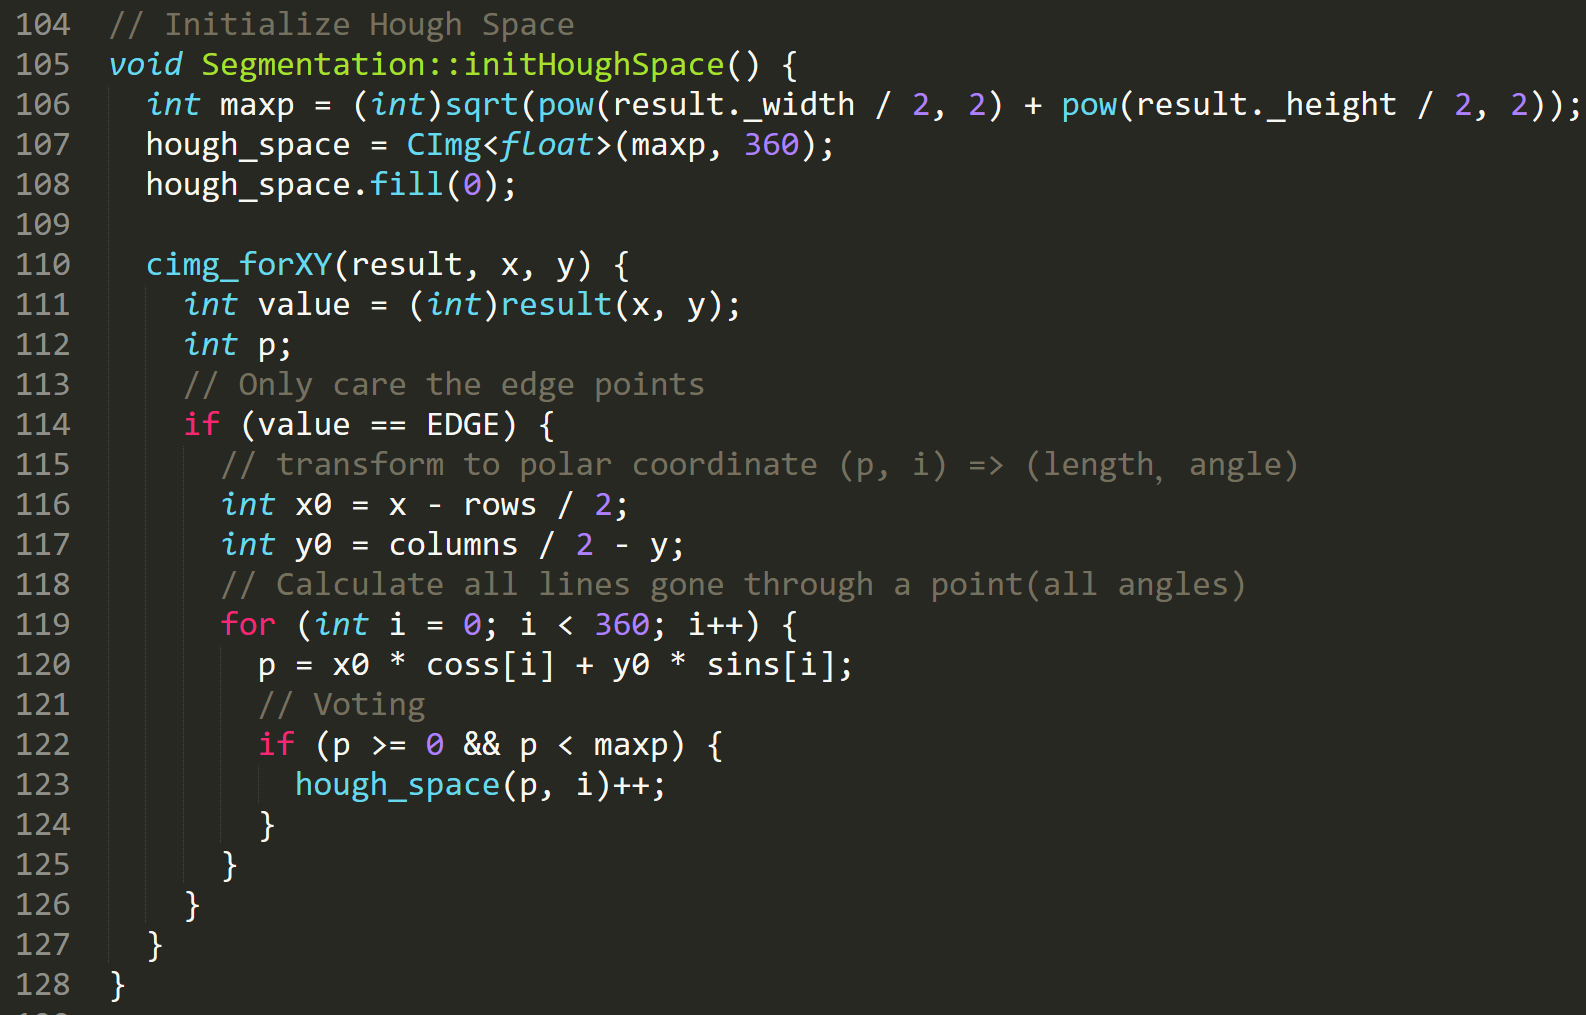 104 // Initialize Hough Space
105 void Segmentation::initHoughSpace() {
106   int maxp = (int)sqrt(pow(result._width / 2, 2) + pow(result._height / 2, 2));
107   hough_space = CImg<float>(maxp, 360);
108   hough_space.fill(0);
109
110   cimg_forXY(result, x, y) {
111     int value = (int)result(x, y);
112     int p;
113     // Only care the edge points
114     if (value == EDGE) {
115       // transform to polar coordinate (p, i) => (length, angle)
116       int x0 = x - rows / 2;
117       int y0 = columns / 2 - y;
118       // Calculate all lines gone through a point(all angles)
119       for (int i = 0; i < 360; i++) {
120         p = x0 * coss[i] + y0 * sins[i];
121         // Voting
122         if (p >= 0 && p < maxp) {
123           hough_space(p, i)++;
124         }
125       }
126     }
127   }
128 }